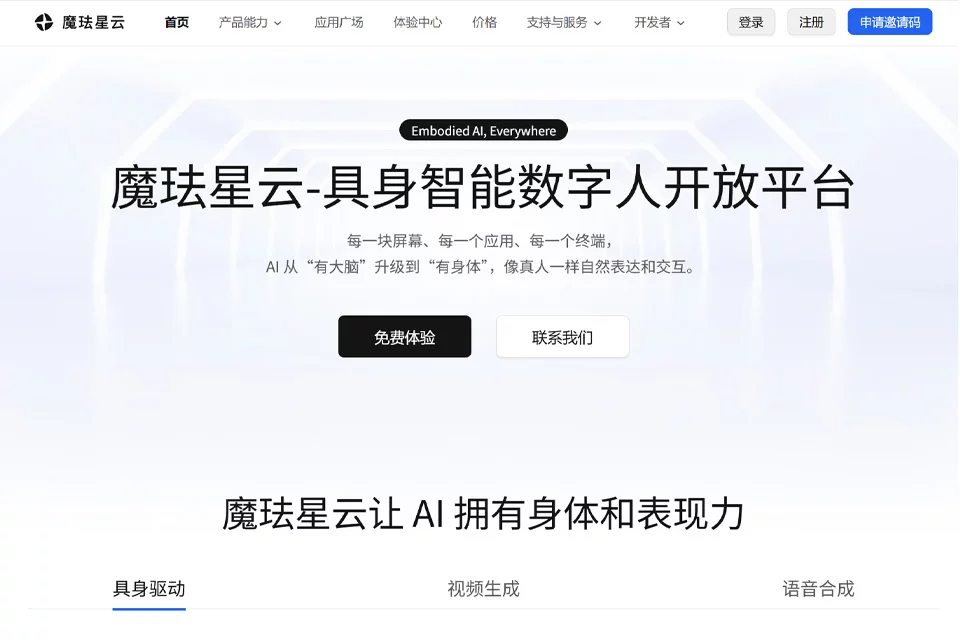 魔珐星云
首页
产品能力
应用广场
体验中心
价格
支持与服务
开发者
登录
注册
申请邀请码
Embodied AI, Everywhere
魔珐星云-具身智能数字人开放平台
每一块屏幕、每一个应用、每一个终端，
AI 从“有大脑”升级到“有身体”，像真人一样自然表达和交互。
免费体验
联系我们
魔珐星云让 AI 拥有身体和表现力
具身驱动
视频生成
语音合成